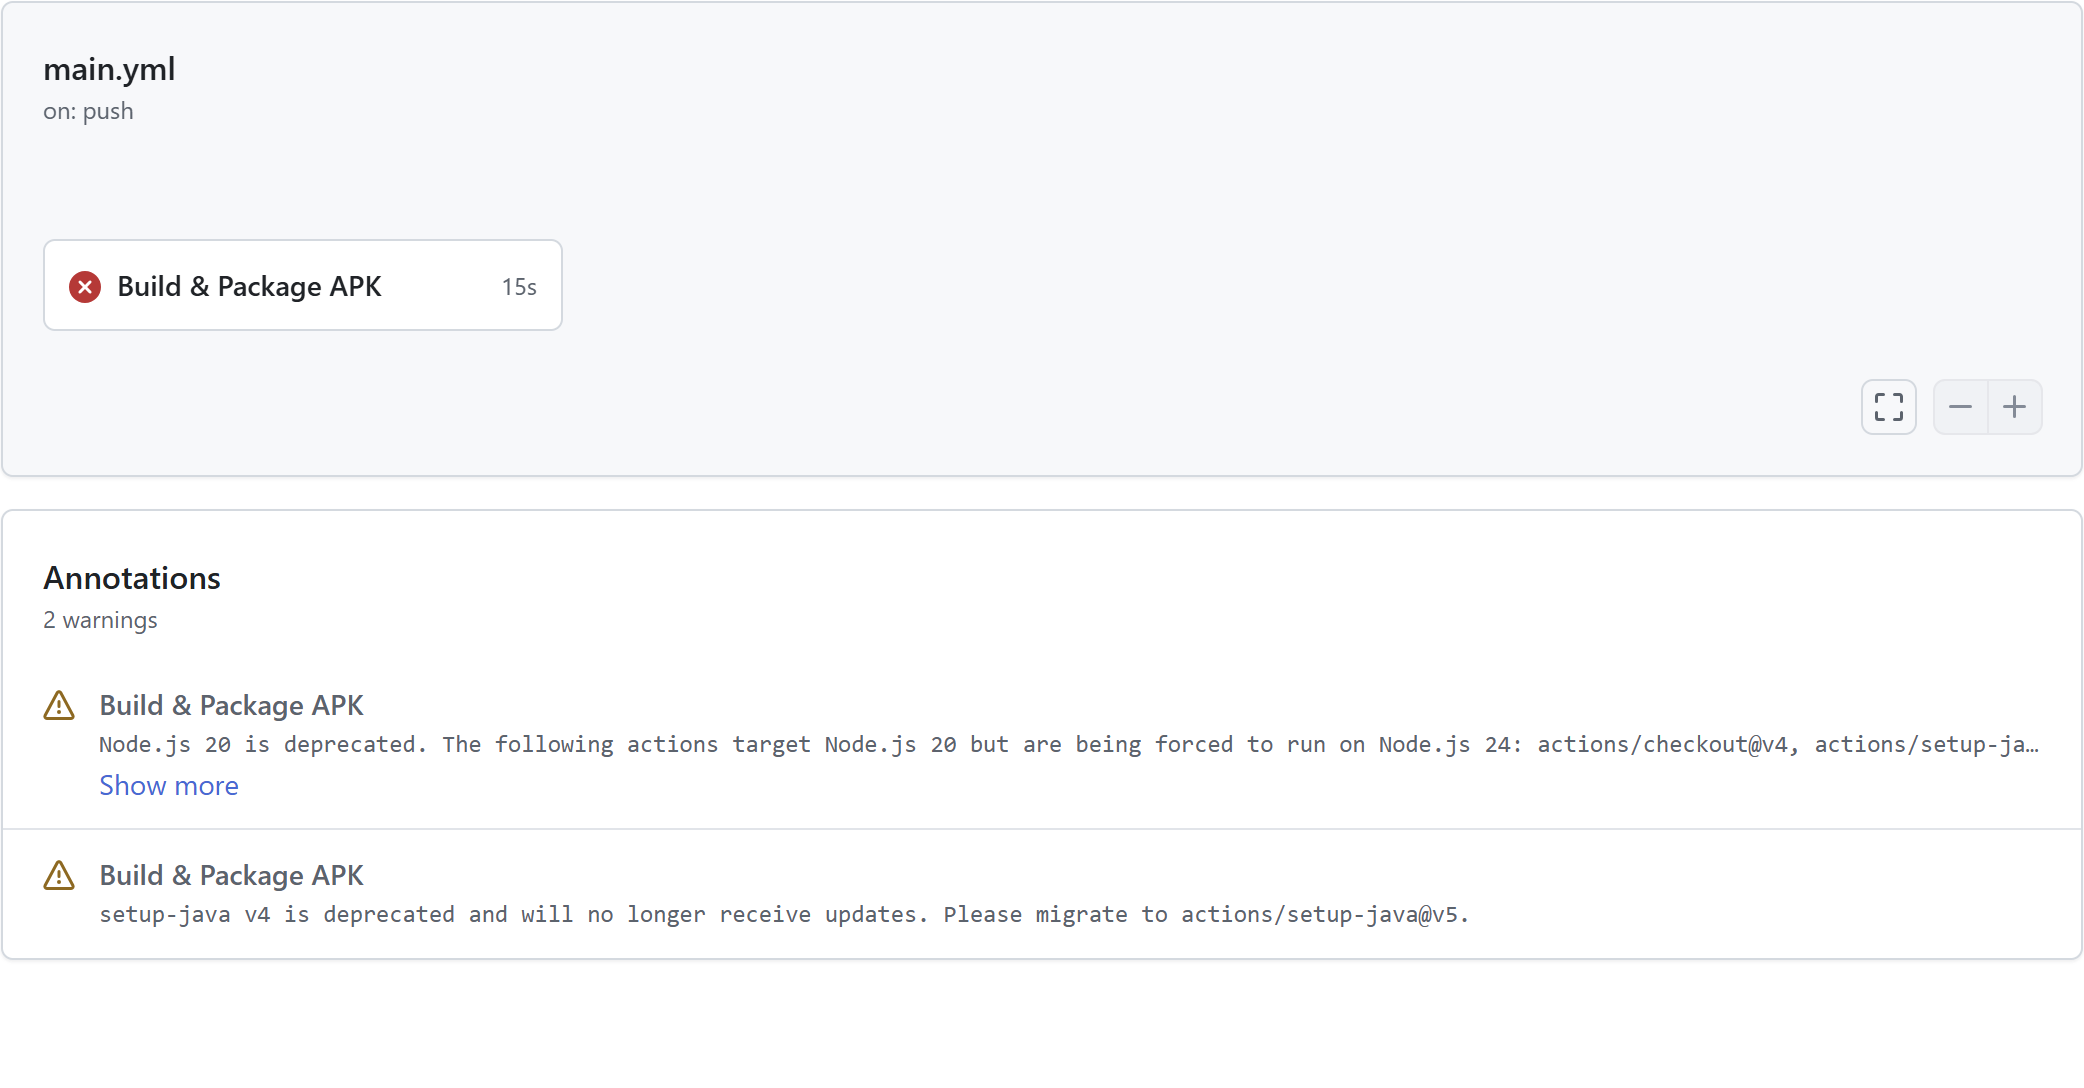 main.yml
on: push
Build & Package APK 15s
Annotations
2 warnings
Build & Package APK
Node.js 20 is deprecated. The following actions target Node.js 20 but are being forced to run on Node.js 24: actions/checkout@v4, actions/setup-ja…
Show more
Build & Package APK
setup-java v4 is deprecated and will no longer receive updates. Please migrate to actions/setup-java@v5.